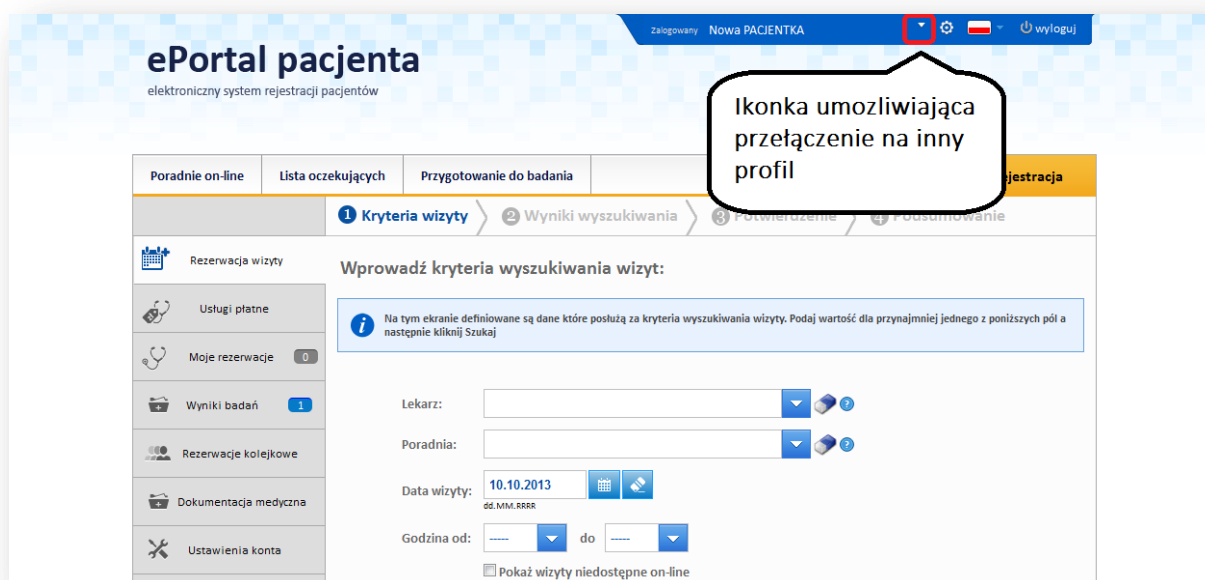 zalogowany Nowa PACJENTKA
wyloguj
ePortal pacjenta
elektroniczny system rejestracji pacjentów
Ikonka umozliwiająca
przełączenie na inny
profil
Poradnie on-line
Lista oczekujących
Przygotowanie do badania
1 Kryteria wizyty
2 Wyniki wyszukiwania
3 Potwierdzenie
4 Podsumowanie
Rezerwacja wizyty
Wprowadź kryteria wyszukiwania wizyt:
Usługi płatne
i Na tym ekranie definiowane są dane które posłużą za kryteria wyszukiwania wizyty. Podaj wartość dla przynajmniej jednego z poniższych pól a
następnie kliknij Szukaj
Moje rezerwacje 0
Wyniki badań 1
Lekarz: ?
Poradnia: ?
Rezerwacje kolejkowe
Data wizyty: 10.10.2013
dd.MM.RRRR
Dokumentacja medyczna
Godzina od: ----- do -----
Ustawienia konta
Pokaż wizyty niedostępne on-line